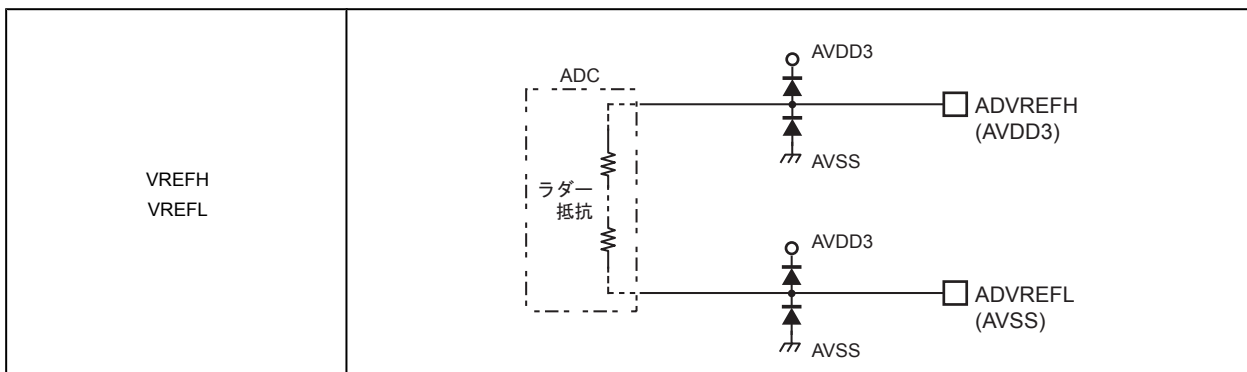 VREFH
VREFL
ADC
ラダー
抵抗
AVDD3
ADVREFH
(AVDD3)
AVSS
AVDD3
ADVREFL
(AVSS)
AVSS